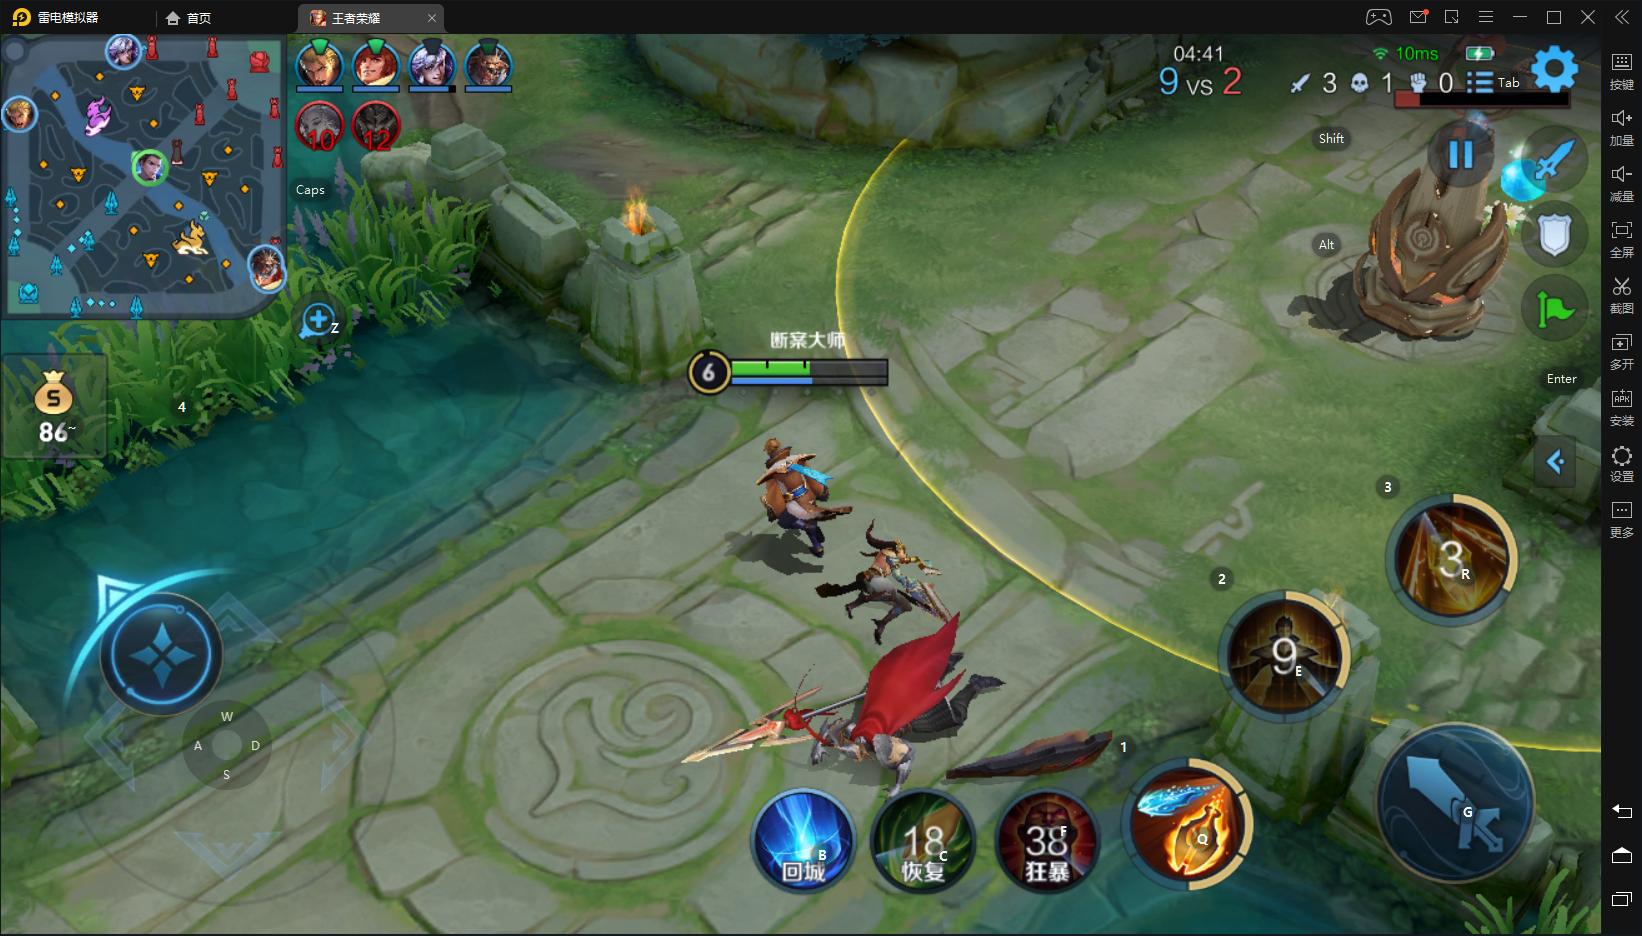 雷电模拟器
首页
王者荣耀
04:41
9 VS 2
10ms
3
1
0
Tab
10
12
Caps
Shift
Alt
Enter
Z
S
86~
4
断案大师
6
3
3
R
2
9
E
W
A
D
S
1
B
回城
18
C
恢复
38
F
狂暴
Q
G
按键
加量
减量
全屏
截图
多开
APK
安装
设置
更多